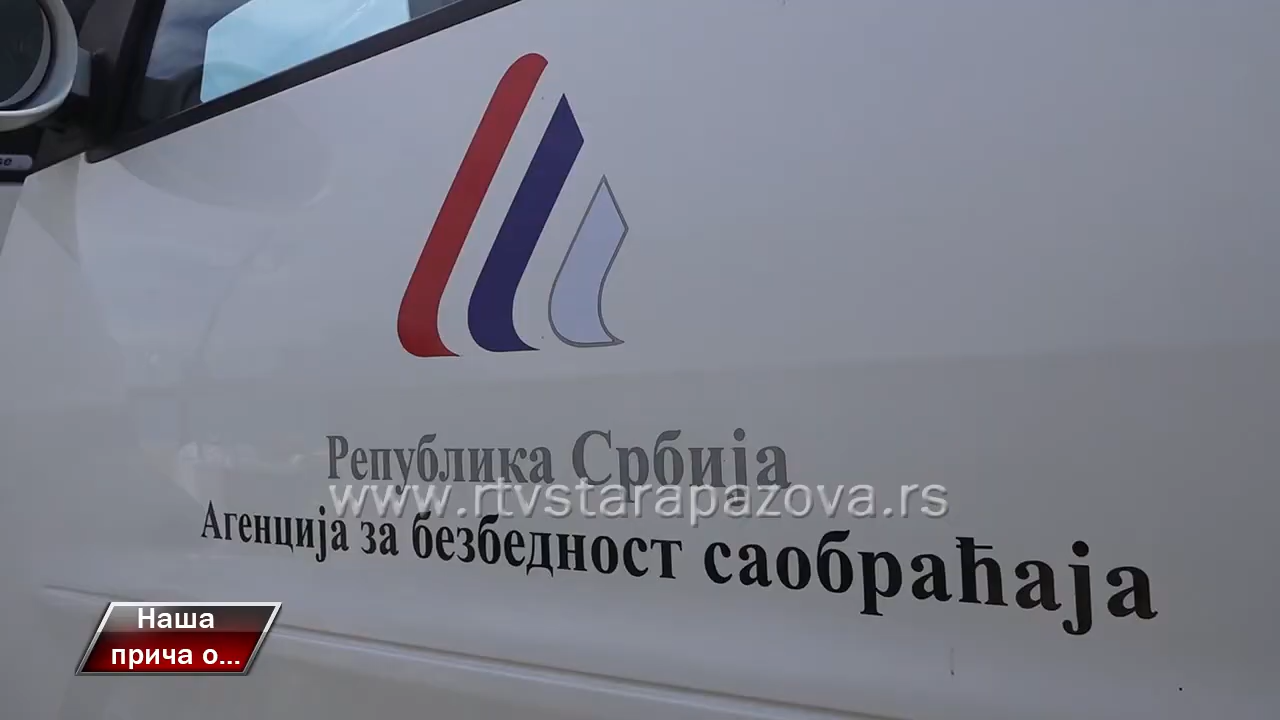 Република Србија
www.rtvstarapazova.rs
Агенција за безбедност саобраћаја
Наша
прича о...